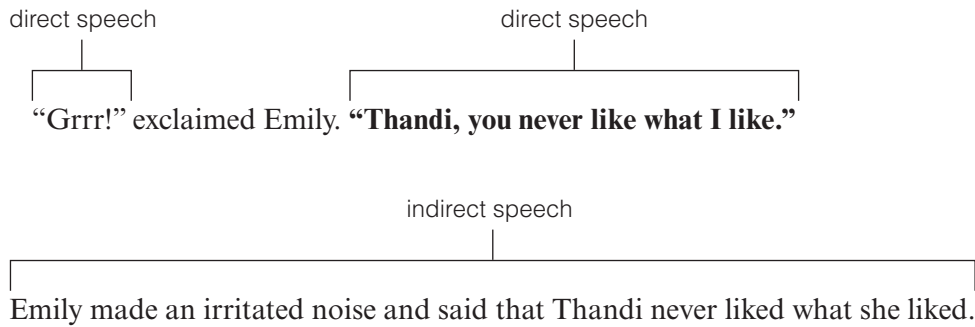 direct speech direct speech
“Grrr!” exclaimed Emily. “Thandi, you never like what I like.”
indirect speech
Emily made an irritated noise and said that Thandi never liked what she liked.